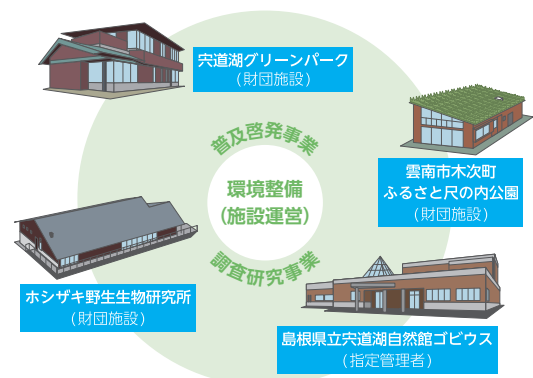 宍道湖グリーンパーク
(財団施設)
普及啓発事業
雲南市木次町
ふるさと尺の内公園
(財団施設)
環境整備
(施設運営)
調査研究事業
ホシザキ野生生物研究所
(財団施設)
島根県立宍道湖自然館ゴビウス
(指定管理者)